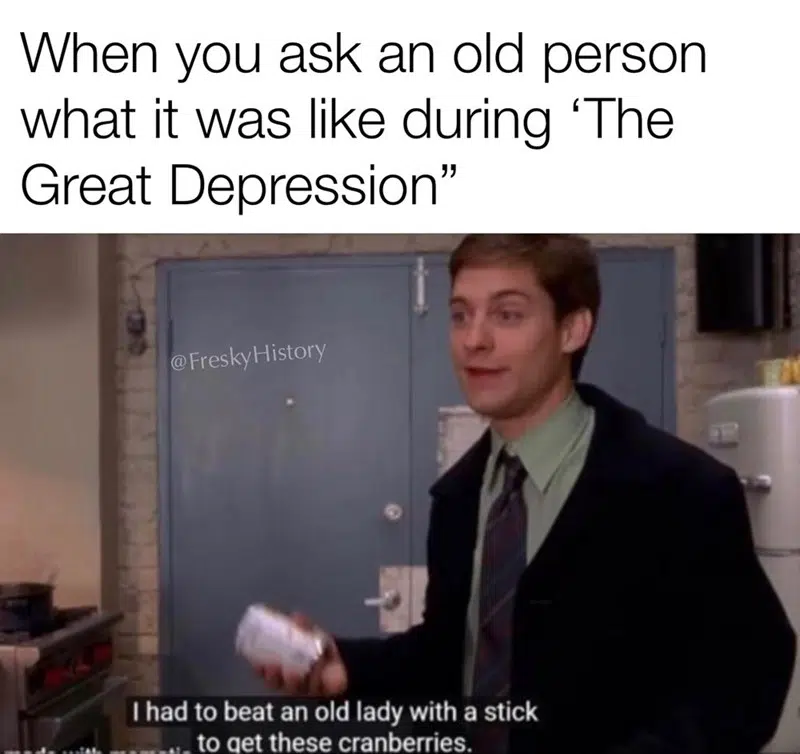 When you ask an old person
what it was like during ‘The
Great Depression”
@FreskyHistory
I had to beat an old lady with a stick
to get these cranberries.